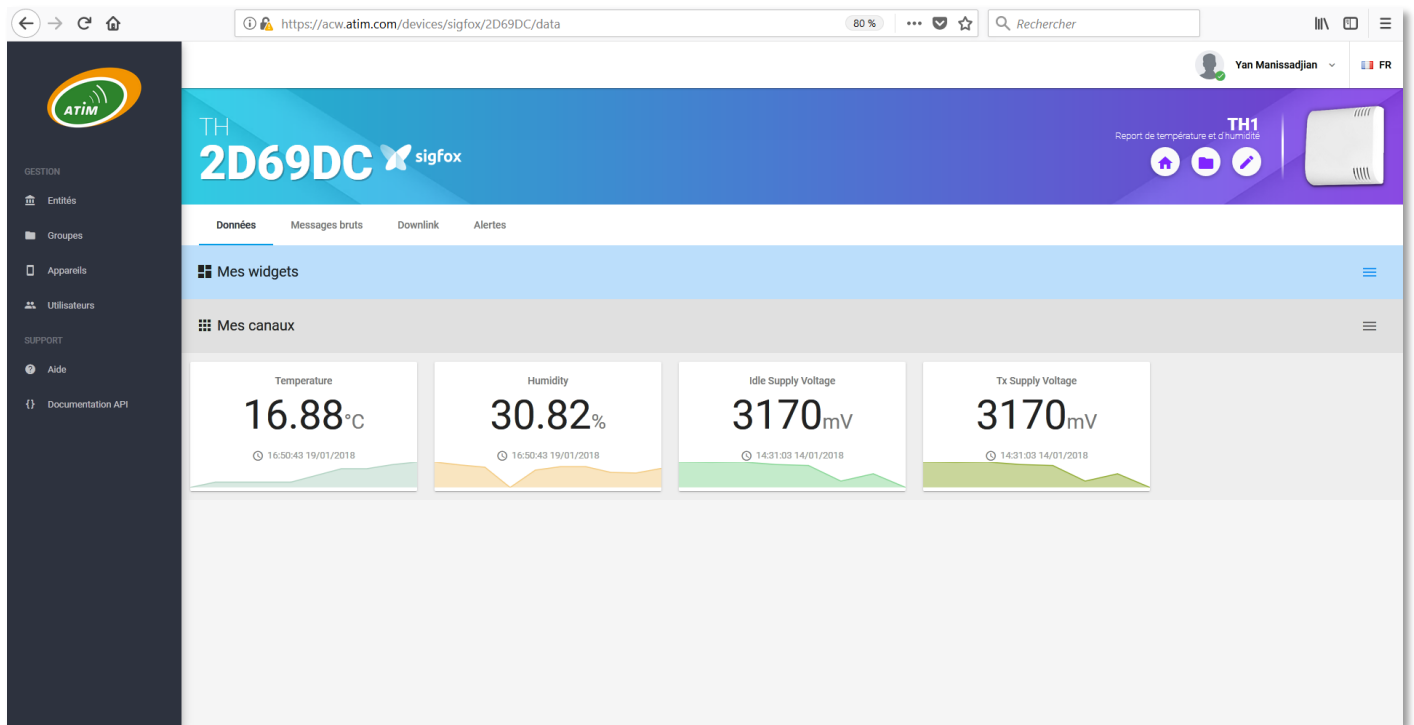 https://acw.atim.com/devices/sigfox/2D69DC/data
80 %
Rechercher
Yan Manissadjian
FR
ATIM
TH
2D69DC sigfox
TH1
Report de température et d'humidité
GESTION
Entités
Groupes
Appareils
Utilisateurs
SUPPORT
Aide
{} Documentation API
Données Messages bruts Downlink Alertes
Mes widgets
Mes canaux
Temperature
16.88°C
16:50:43 19/01/2018
Humidity
30.82%
16:50:43 19/01/2018
Idle Supply Voltage
3170mV
14:31:03 14/01/2018
Tx Supply Voltage
3170mV
14:31:03 14/01/2018